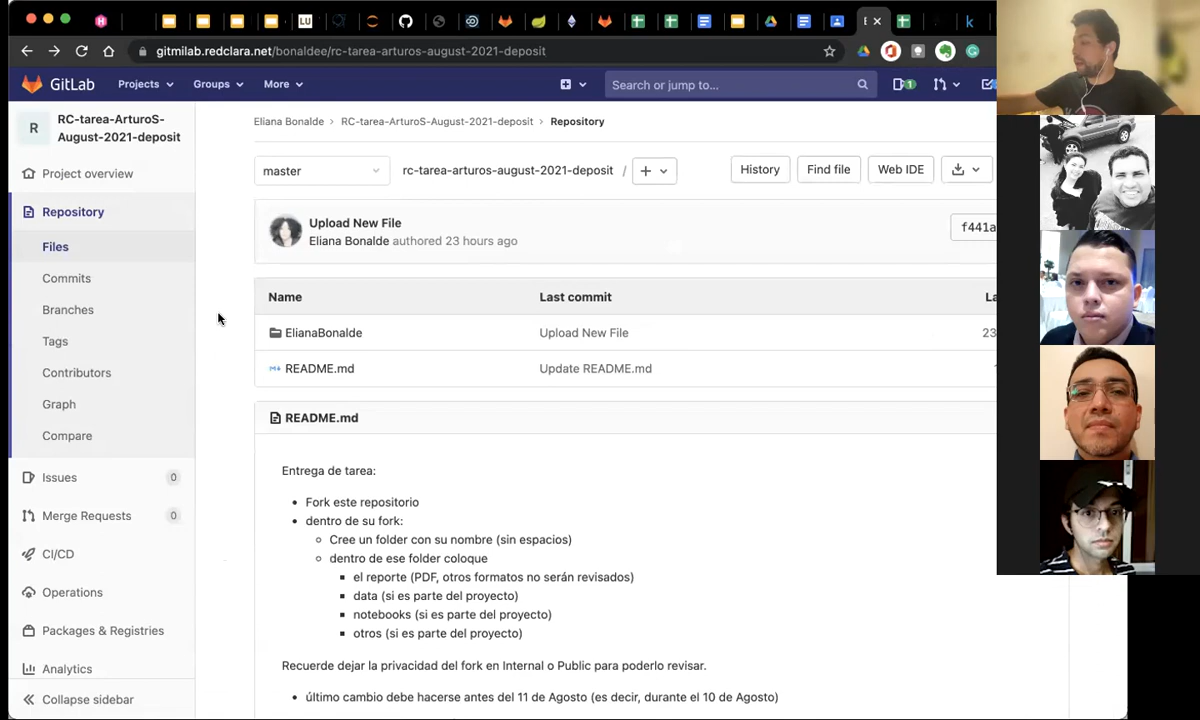 LU
E
k
gitmilab.redclara.net/bonaldee/rc-tarea-arturos-august-2021-deposit
GitLab Projects Groups More Search or jump to... 1
R RC-tarea-ArturoS-August-2021-deposit
Project overview
Repository
Files
Commits
Branches
Tags
Contributors
Graph
Compare
Issues 0
Merge Requests 0
CI/CD
Operations
Packages & Registries
Analytics
Collapse sidebar
Eliana Bonalde > RC-tarea-ArturoS-August-2021-deposit > Repository
master rc-tarea-arturos-august-2021-deposit / + History Find file Web IDE
Upload New File
Eliana Bonalde authored 23 hours ago
f441a
Name Last commit La
ElianaBonalde Upload New File 23
README.md Update README.md
README.md
Entrega de tarea:
• Fork este repositorio
• dentro de su fork:
◦ Cree un folder con su nombre (sin espacios)
◦ dentro de ese folder coloque
▪ el reporte (PDF, otros formatos no serán revisados)
▪ data (si es parte del proyecto)
▪ notebooks (si es parte del proyecto)
▪ otros (si es parte del proyecto)
Recuerde dejar la privacidad del fork en Internal o Public para poderlo revisar.
• último cambio debe hacerse antes del 11 de Agosto (es decir, durante el 10 de Agosto)